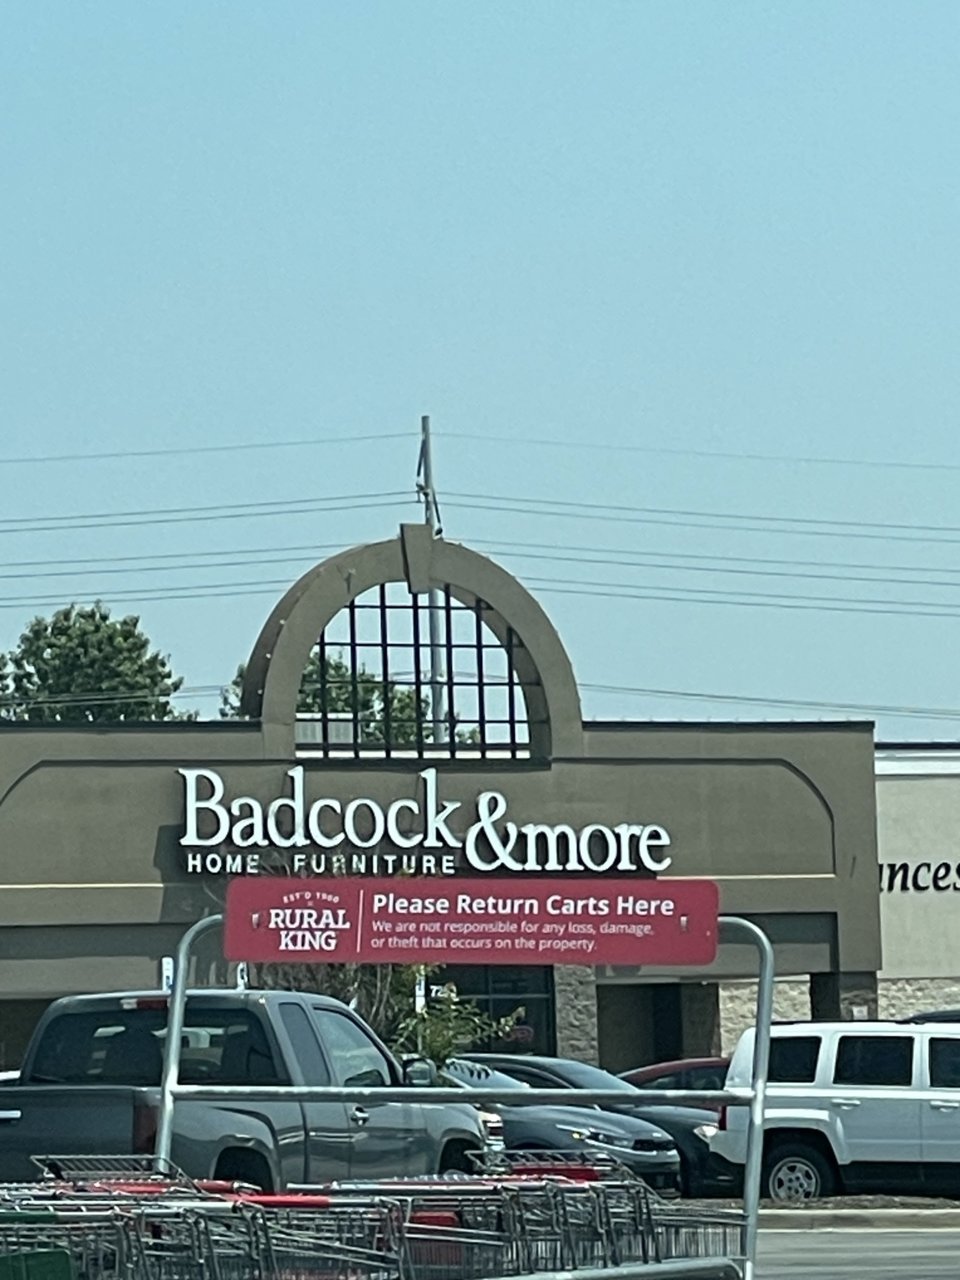 Badcock &more
HOME FURNITURE
EST'D 1960
RURAL
KING
Please Return Carts Here
We are not responsible for any loss, damage,
or theft that occurs on the property.